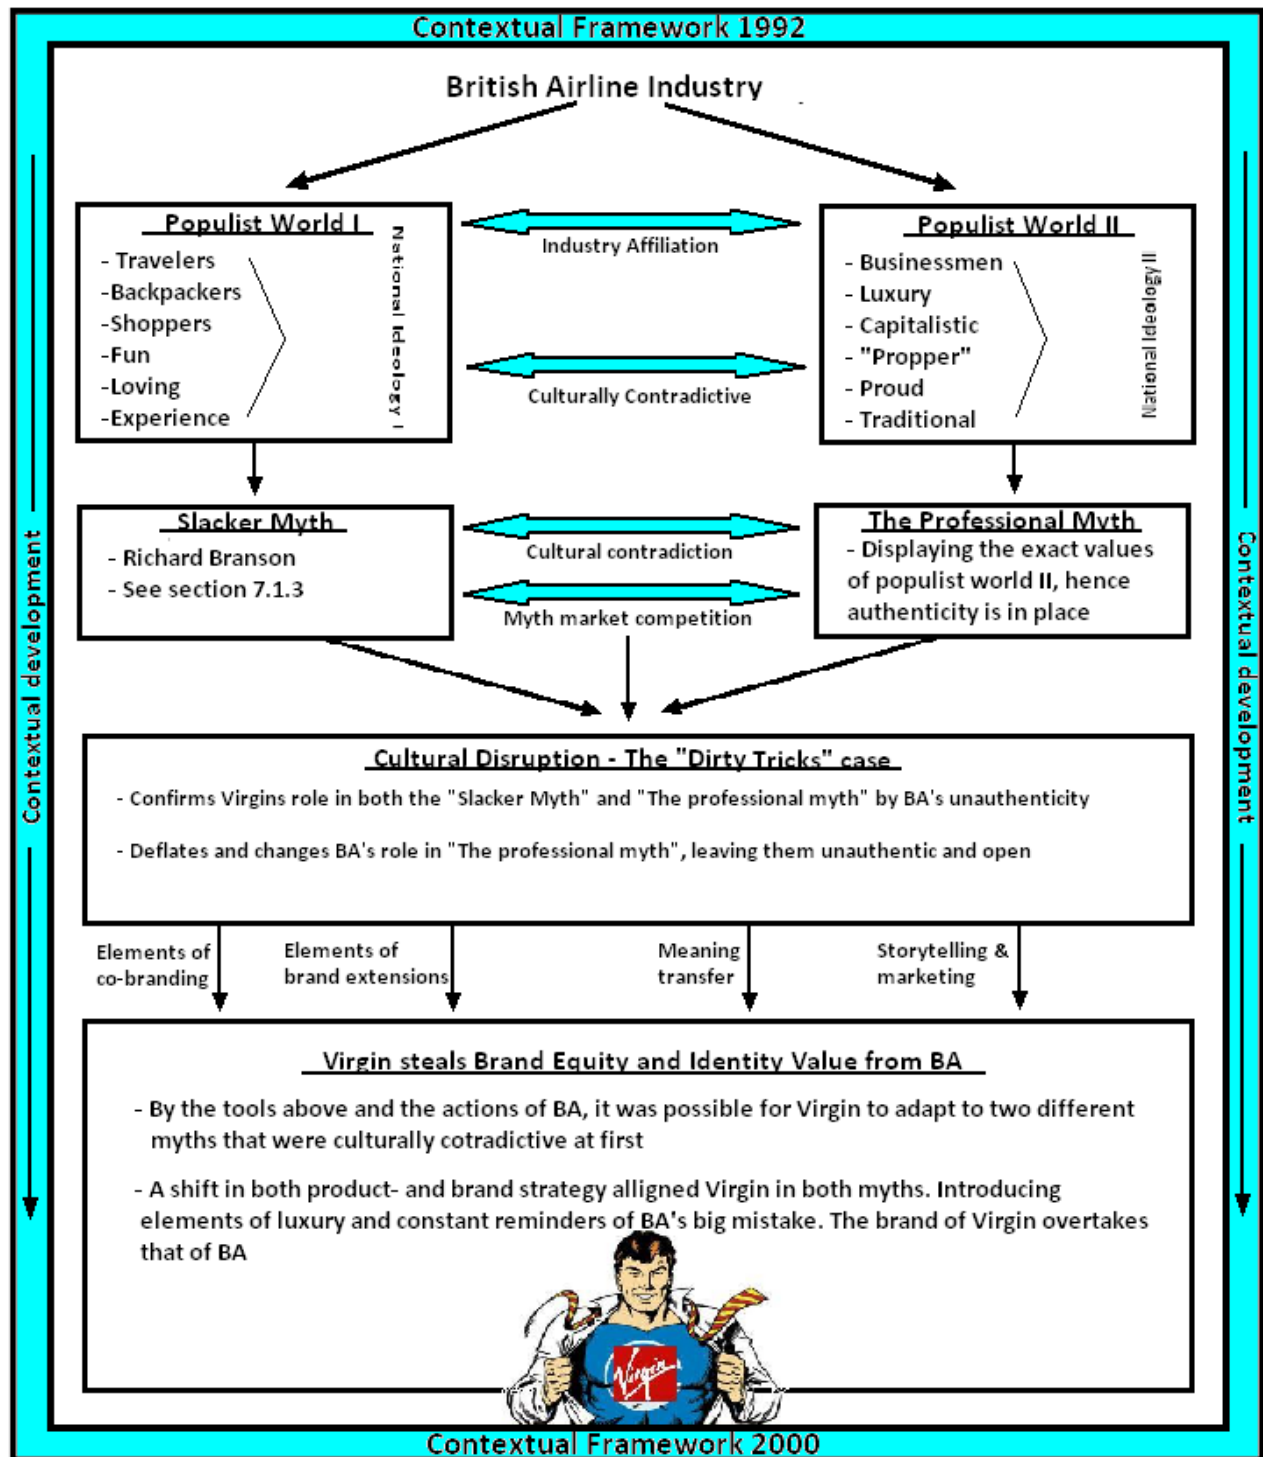 Contextual Framework 1992
British Airline Industry
Populist World I
- Travelers
-Backpackers
-Shoppers
-Fun
-Loving
-Experience
National Ideology I
Industry Affiliation
Culturally Contradictive
Populist World II
- Businessmen
- Luxury
- Capitalistic
- "Propper"
- Proud
- Traditional
National Ideology II
Slacker Myth
- Richard Branson
- See section 7.1.3
Cultural contradiction
Myth market competition
The Professional Myth
- Displaying the exact values
of populist world II, hence
authenticity is in place
Contextual development
Contextual development
Cultural Disruption - The "Dirty Tricks" case
- Confirms Virgins role in both the "Slacker Myth" and "The professional myth" by BA's unauthenticity
- Deflates and changes BA's role in "The professional myth", leaving them unauthentic and open
Elements of
co-branding
Elements of
brand extensions
Meaning
transfer
Storytelling &
marketing
Virgin steals Brand Equity and Identity Value from BA
- By the tools above and the actions of BA, it was possible for Virgin to adapt to two different
myths that were culturally cotradictive at first
- A shift in both product- and brand strategy alligned Virgin in both myths. Introducing
elements of luxury and constant reminders of BA's big mistake. The brand of Virgin overtakes
that of BA
Virgin
Contextual Framework 2000